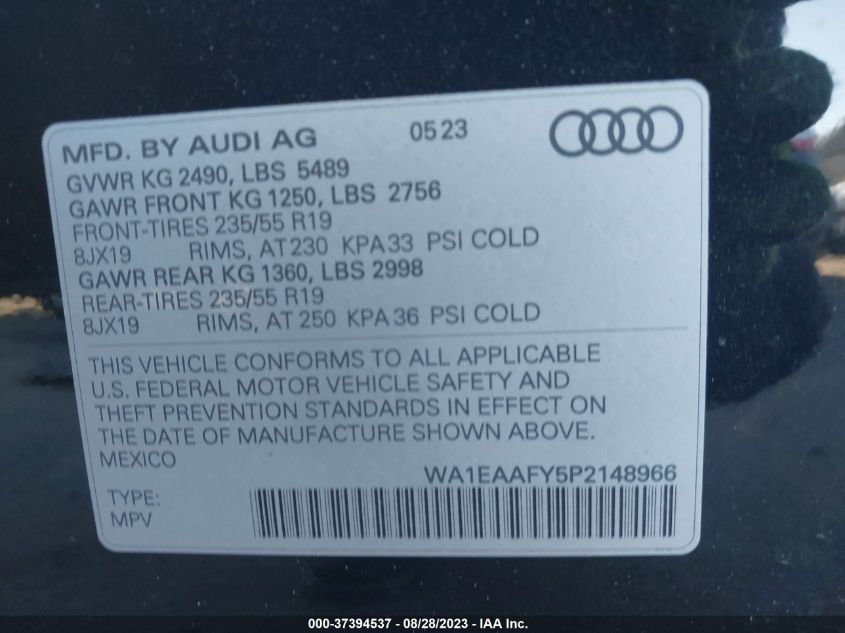 MFD. BY AUDI AG 0523
GVWR KG 2490, LBS 5489
GAWR FRONT KG 1250, LBS 2756
FRONT-TIRES 235/55 R19
8JX19 RIMS, AT 230 KPA 33 PSI COLD
GAWR REAR KG 1360, LBS 2998
REAR-TIRES 235/55 R19
8JX19 RIMS, AT 250 KPA 36 PSI COLD
THIS VEHICLE CONFORMS TO ALL APPLICABLE
U.S. FEDERAL MOTOR VEHICLE SAFETY AND
THEFT PREVENTION STANDARDS IN EFFECT ON
THE DATE OF MANUFACTURE SHOWN ABOVE.
MEXICO
WA1EAAFY5P2148966
TYPE:
MPV
000-37394537 - 08/28/2023 - Copyright © IAA, Inc.